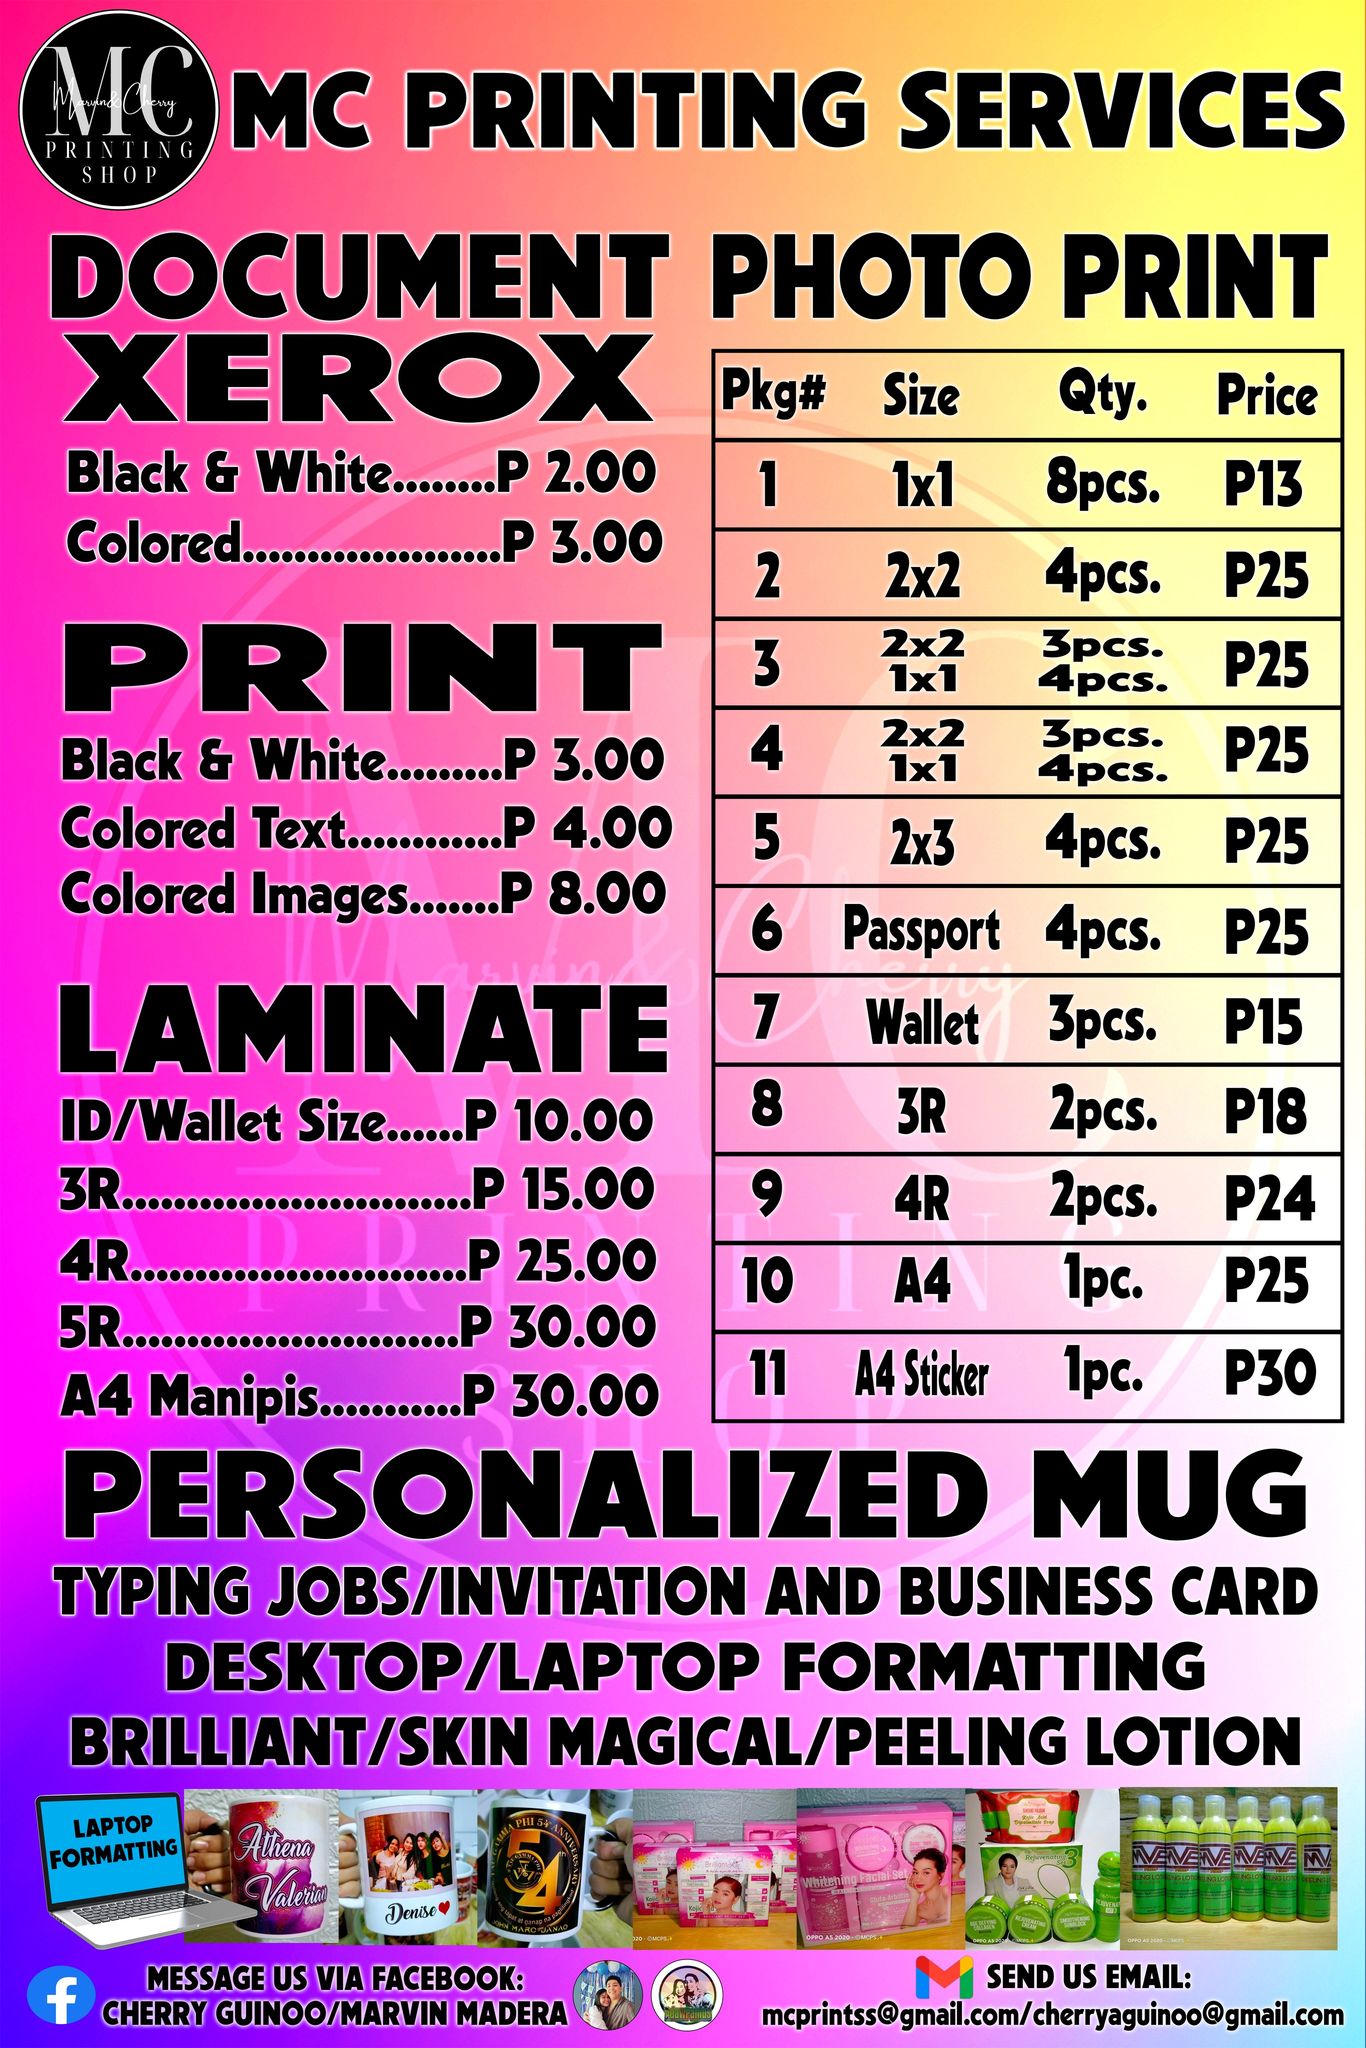 MC
Marvin&Cherry
PRINTING
SHOP
MC PRINTING SERVICES
DOCUMENT
XEROX
Black & White........P 2.00
Colored....................P 3.00
PRINT
Black & White.........P 3.00
Colored Text............P 4.00
Colored Images.......P 8.00
LAMINATE
ID/Wallet Size......P 10.00
3R...........................P 15.00
4R..........................P 25.00
5R..........................P 30.00
A4 Manipis...........P 30.00
PHOTO PRINT
Pkg# Size Qty. Price
1 1x1 8pcs. P13
2 2x2 4pcs. P25
3 2x2 3pcs. P25
1x1 4pcs.
4 2x2 3pcs. P25
1x1 4pcs.
5 2x3 4pcs. P25
6 Passport 4pcs. P25
7 Wallet 3pcs. P15
8 3R 2pcs. P18
9 4R 2pcs. P24
10 A4 1pc. P25
11 A4 Sticker 1pc. P30
PERSONALIZED MUG
TYPING JOBS/INVITATION AND BUSINESS CARD
DESKTOP/LAPTOP FORMATTING
BRILLIANT/SKIN MAGICAL/PEELING LOTION
LAPTOP
FORMATTING
Athena
Valerian
Denise
54
Whitening Facial Set
Rejuvenating
Set 3
MVE
MESSAGE US VIA FACEBOOK:
CHERRY GUINOO/MARVIN MADERA
SEND US EMAIL:
mcprintss@gmail.com/cherryaguinoo@gmail.com